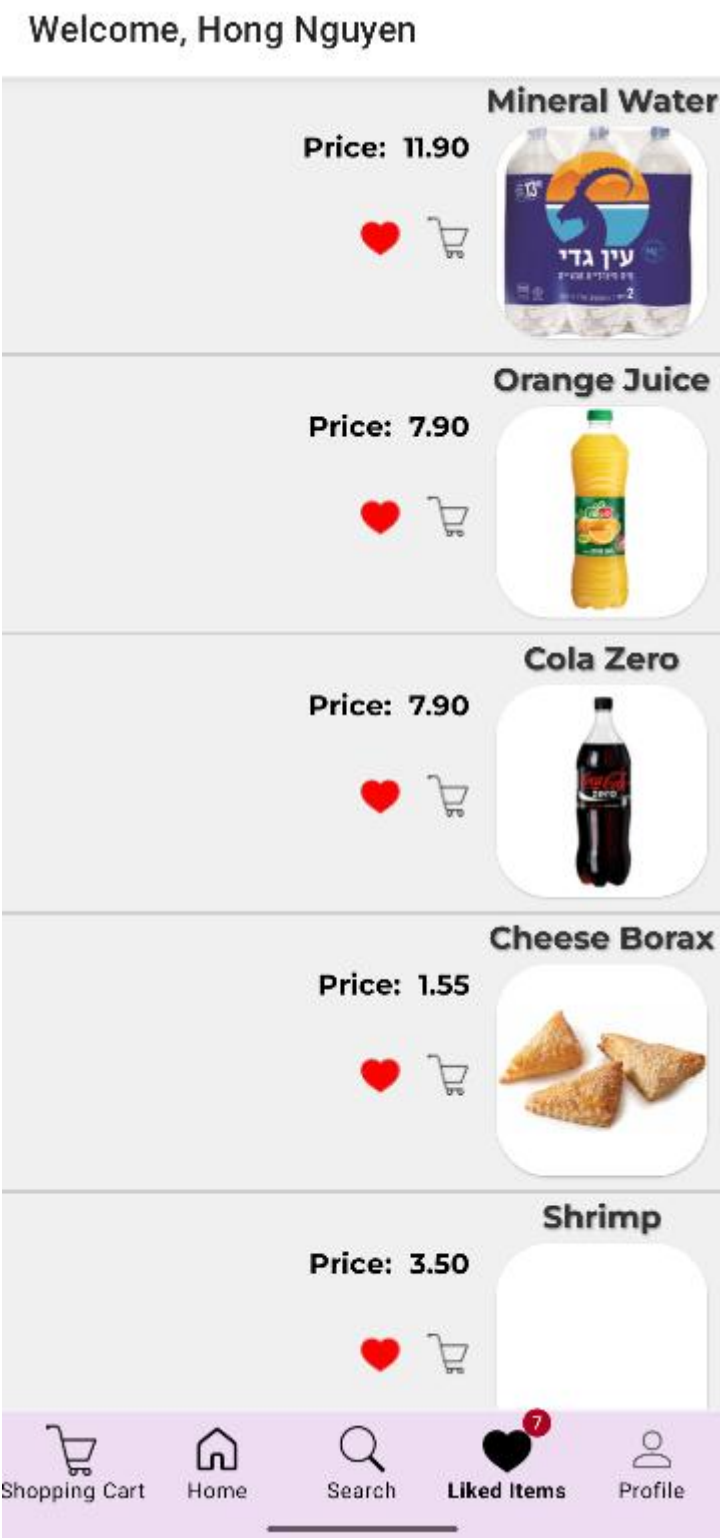 Welcome, Hong Nguyen
Mineral Water
Price: 11.90
עין גדי
2
Orange Juice
Price: 7.90
Cola Zero
Price: 7.90
Coca-Cola
zero
Cheese Borax
Price: 1.55
Shrimp
Price: 3.50
7
Shopping Cart
Home
Search
Liked Items
Profile